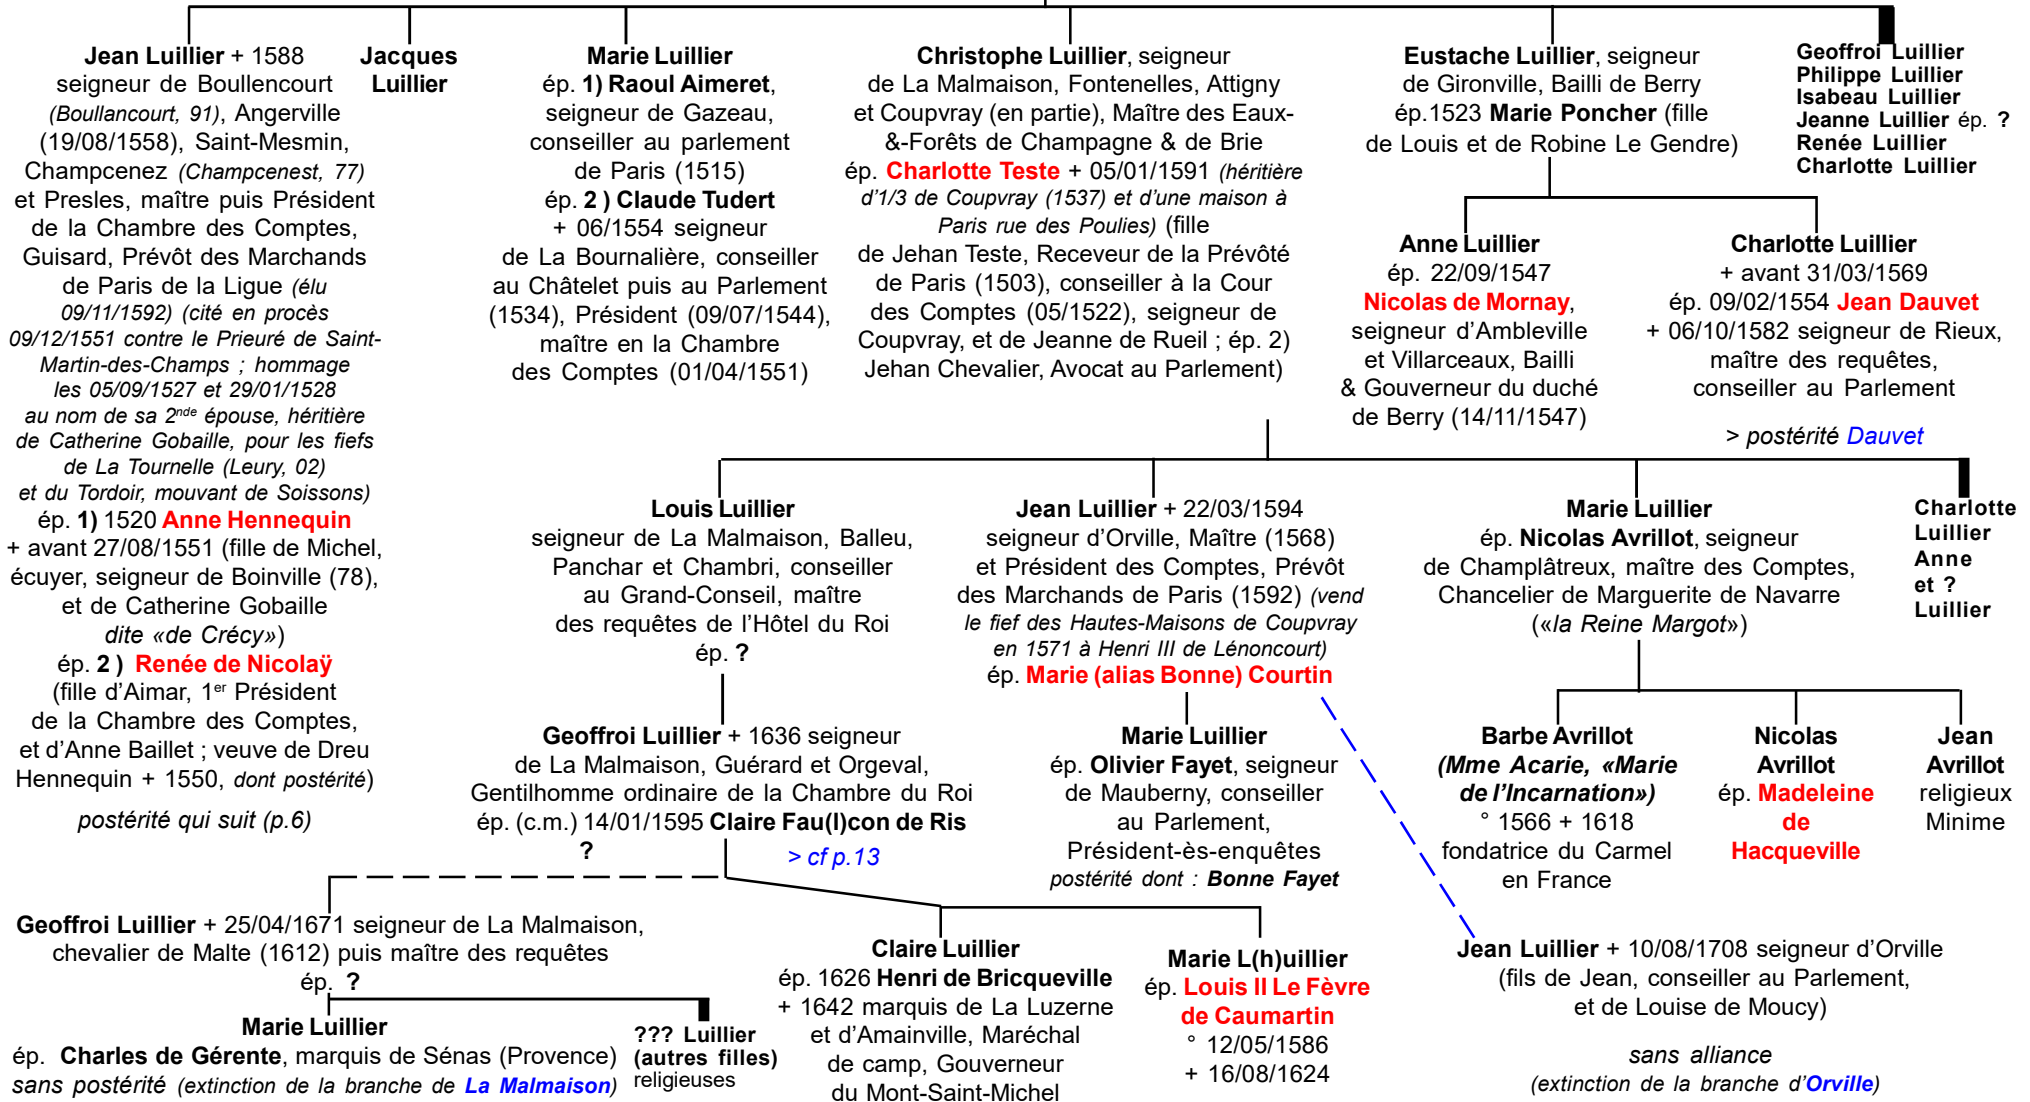 Jean Luillier + 1588
seigneur de Boullencourt
(Boullancourt, 91), Angerville
(19/08/1558), Saint-Mesmin,
Champcenez (Champcenest, 77)
et Presles, maître puis Président
de la Chambre des Comptes,
Guisard, Prévôt des Marchands
de Paris de la Ligue (élu
09/11/1592) (cité en procès
09/12/1551 contre le Prieuré de Saint-
Martin-des-Champs ; hommage
les 05/09/1527 et 29/01/1528
au nom de sa 2nde épouse, héritière
de Catherine Gobaille, pour les fiefs
de La Tournelle (Leury, 02)
et du Tordoir, mouvant de Soissons)
ép. 1) 1520 Anne Hennequin
+ avant 27/08/1551 (fille de Michel,
écuyer, seigneur de Boinville (78),
et de Catherine Gobaille
dite «de Crécy»)
ép. 2 ) Renée de Nicolaÿ
(fille d'Aimar, 1er Président
de la Chambre des Comptes,
et d'Anne Baillet ; veuve de Dreu
Hennequin + 1550, dont postérité)
postérité qui suit (p.6)
Jacques
Luillier
Marie Luillier
ép. 1) Raoul Aimeret,
seigneur de Gazeau,
conseiller au parlement
de Paris (1515)
ép. 2 ) Claude Tudert
+ 06/1554 seigneur
de La Bournalière, conseiller
au Châtelet puis au Parlement
(1534), Président (09/07/1544),
maître en la Chambre
des Comptes (01/04/1551)
Christophe Luillier, seigneur
de La Malmaison, Fontenelles, Attigny
et Coupvray (en partie), Maître des Eaux-
&-Forêts de Champagne & de Brie
ép. Charlotte Teste + 05/01/1591 (héritière
d'1/3 de Coupvray (1537) et d'une maison à
Paris rue des Poulies) (fille
de Jehan Teste, Receveur de la Prévôté
de Paris (1503), conseiller à la Cour
des Comptes (05/1522), seigneur de
Coupvray, et de Jeanne de Rueil ; ép. 2)
Jehan Chevalier, Avocat au Parlement)
Eustache Luillier, seigneur
de Gironville, Bailli de Berry
ép.1523 Marie Poncher (fille
de Louis et de Robine Le Gendre)
Geoffroi Luillier
Philippe Luillier
Isabeau Luillier
Jeanne Luillier ép. ?
Renée Luillier
Charlotte Luillier
Anne Luillier
ép. 22/09/1547
Nicolas de Mornay,
seigneur d'Ambleville
et Villarceaux, Bailli
& Gouverneur du duché
de Berry (14/11/1547)
Charlotte Luillier
+ avant 31/03/1569
ép. 09/02/1554 Jean Dauvet
+ 06/10/1582 seigneur de Rieux,
maître des requêtes,
conseiller au Parlement
> postérité Dauvet
Louis Luillier
seigneur de La Malmaison, Balleu,
Panchar et Chambri, conseiller
au Grand-Conseil, maître
des requêtes de l'Hôtel du Roi
ép. ?
Jean Luillier + 22/03/1594
seigneur d'Orville, Maître (1568)
et Président des Comptes, Prévôt
des Marchands de Paris (1592) (vend
le fief des Hautes-Maisons de Coupvray
en 1571 à Henri III de Lénoncourt)
ép. Marie (alias Bonne) Courtin
Marie Luillier
ép. Nicolas Avrillot, seigneur
de Champlâtreux, maître des Comptes,
Chancelier de Marguerite de Navarre
(«la Reine Margot»)
Charlotte
Luillier
Anne
et ?
Luillier
Geoffroi Luillier + 1636 seigneur
de La Malmaison, Guérard et Orgeval,
Gentilhomme ordinaire de la Chambre du Roi
ép. (c.m.) 14/01/1595 Claire Fau(l)con de Ris
?
> cf p.13
Marie Luillier
ép. Olivier Fayet, seigneur
de Mauberny, conseiller
au Parlement,
Président-ès-enquêtes
postérité dont : Bonne Fayet
Barbe Avrillot
(Mme Acarie, «Marie
de l'Incarnation»)
° 1566 + 1618
fondatrice du Carmel
en France
Nicolas
Avrillot
ép. Madeleine
de
Hacqueville
Jean
Avrillot
religieux
Minime
Geoffroi Luillier + 25/04/1671 seigneur de La Malmaison,
chevalier de Malte (1612) puis maître des requêtes
ép. ?
Claire Luillier
ép. 1626 Henri de Bricqueville
+ 1642 marquis de La Luzerne
et d'Amainville, Maréchal
de camp, Gouverneur
du Mont-Saint-Michel
Marie L(h)uillier
ép. Louis II Le Fèvre
de Caumartin
° 12/05/1586
+ 16/08/1624
Jean Luillier + 10/08/1708 seigneur d'Orville
(fils de Jean, conseiller au Parlement,
et de Louise de Moucy)
sans alliance
(extinction de la branche d'Orville)
Marie Luillier
ép. Charles de Gérente, marquis de Sénas (Provence)
sans postérité (extinction de la branche de La Malmaison)
??? Luillier
(autres filles)
religieuses